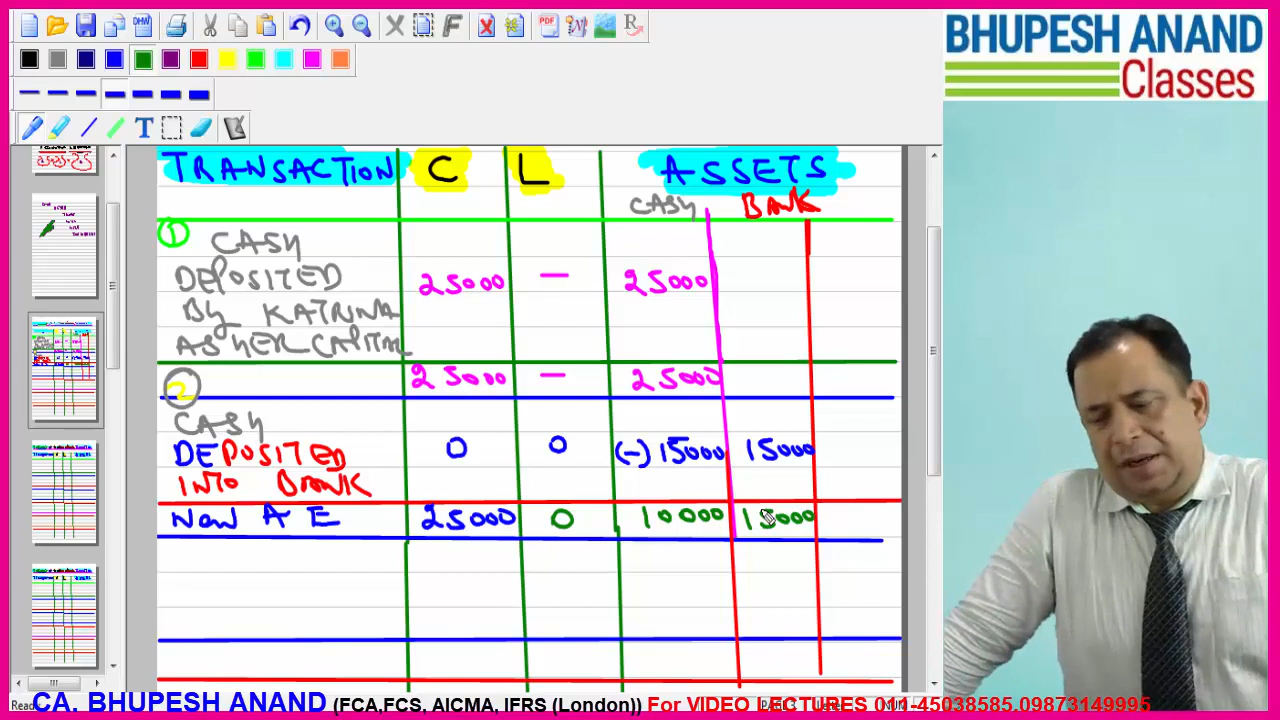 BHUPESH ANAND
Classes
TRANSACTION C L ASSETS
CASH BANK
1 CASH
DEPOSITED 25000 — 25000
By KATRINA
AS HER CAPITAL
2 25000 — 25000
CASH
DEPOSITED 0 0 (-) 15000 15000
INTO BANK
New A E 25000 0 10000 15000
CA. BHUPESH ANAND (FCA,FCS, AICMA, IFRS (London)) For VIDEO LECTURES 011-45038585,09873149995